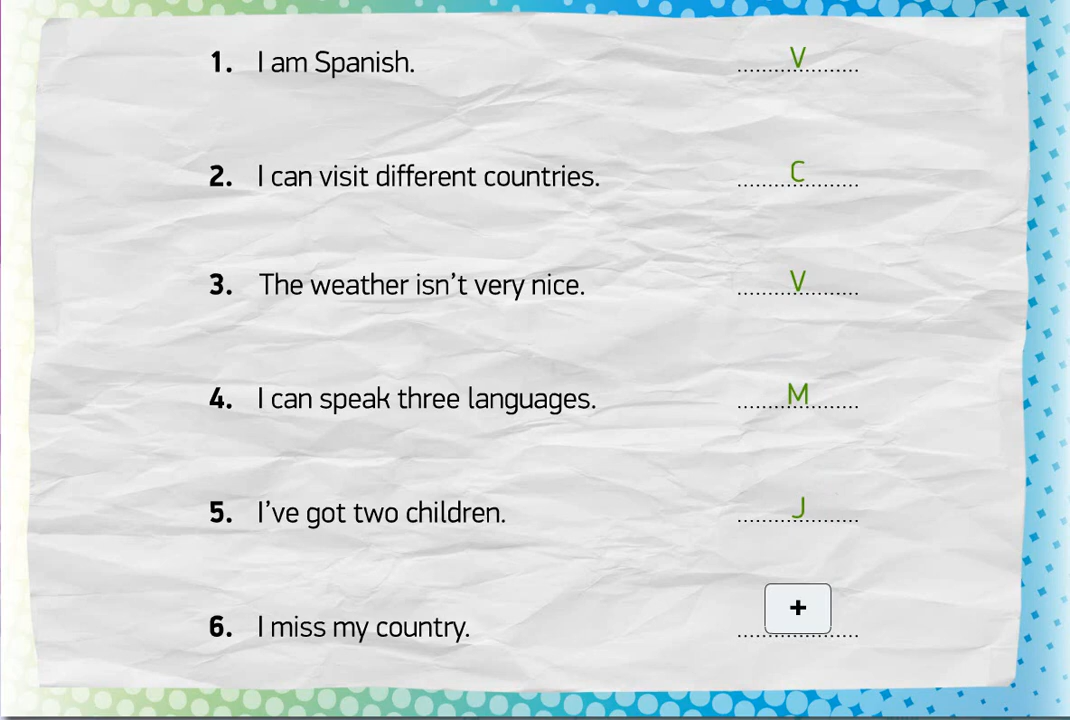 1. I am Spanish. V
2. I can visit different countries. C
3. The weather isn't very nice. V
4. I can speak three languages. M
5. I've got two children. J
6. I miss my country. +